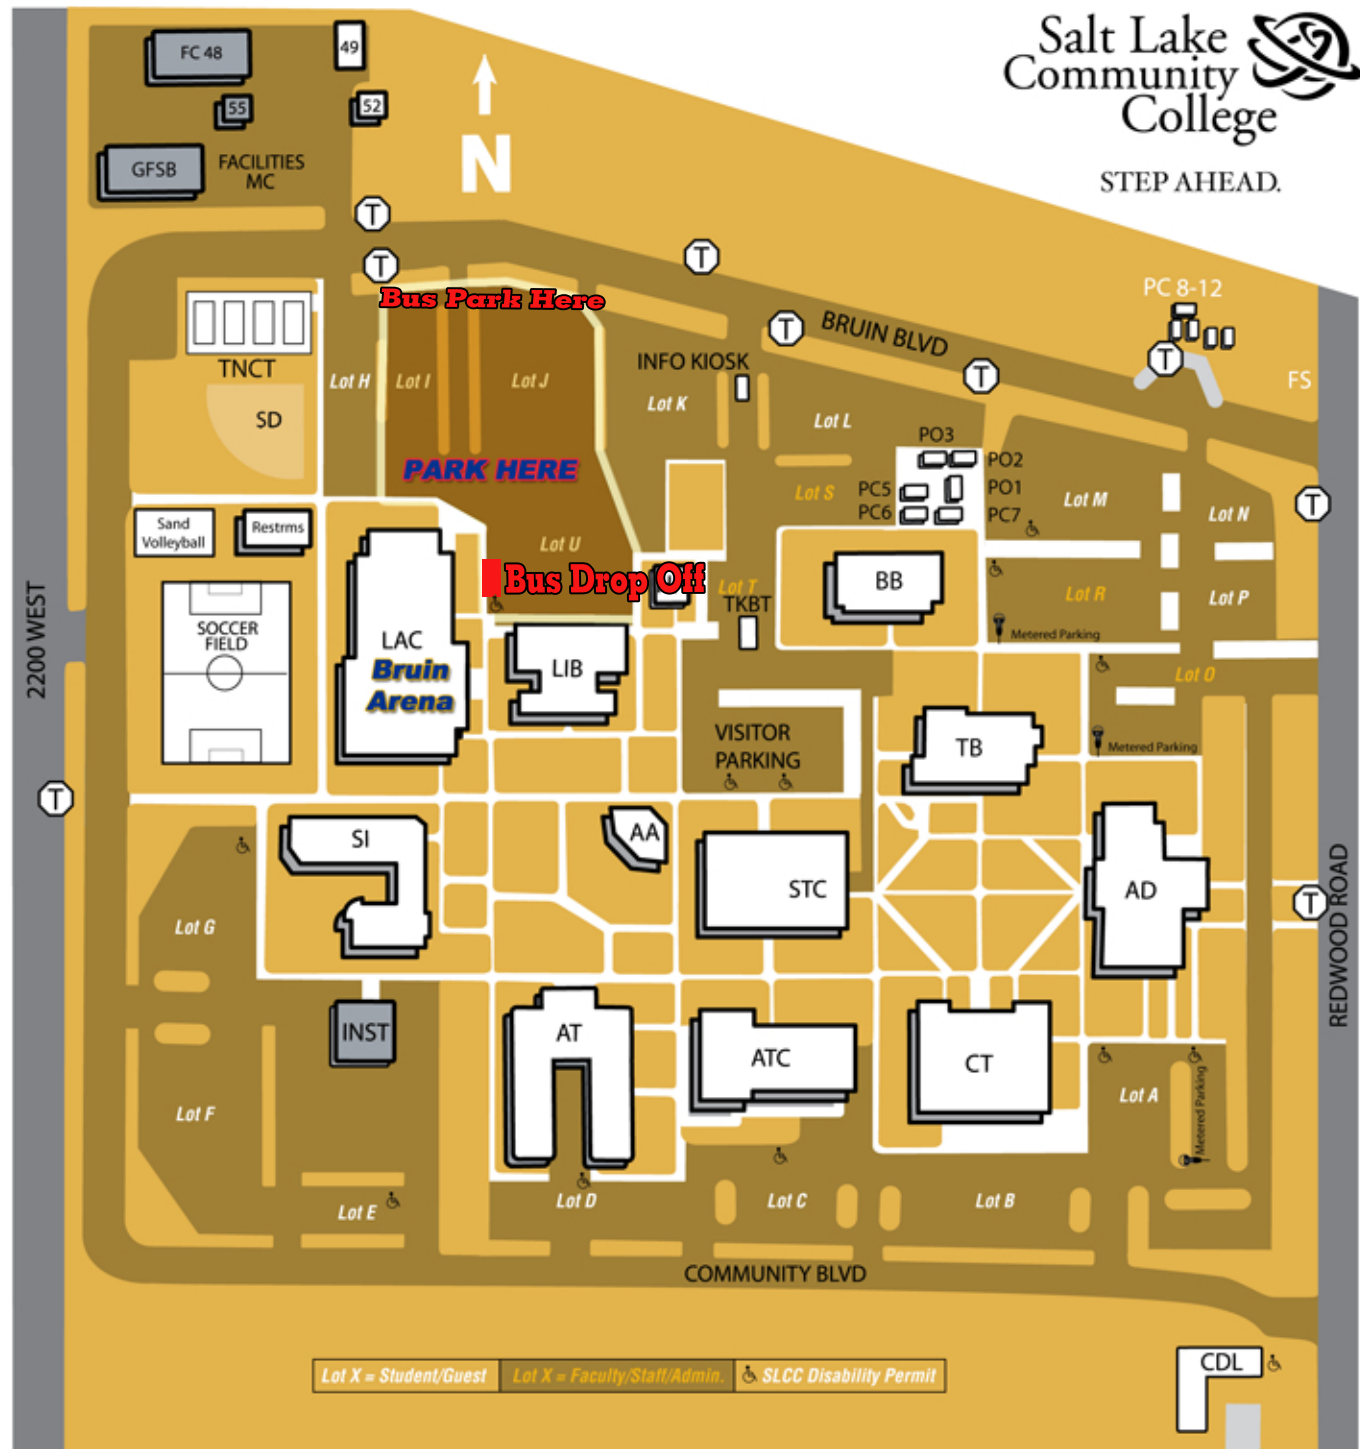 Salt Lake
Community
College
STEP AHEAD.
FC 48
49
55
52
GFSB
FACILITIES
MC
N
T
T
T
T
BRUIN BLVD
T
PC 8-12
T
FS
Bus Park Here
TNCT
SD
Lot H
Lot I
Lot J
INFO KIOSK
Lot K
Lot L
PARK HERE
Lot S
PO3
PO2
PC5
PO1
PC6
PC7
Lot M
Lot N
T
Sand
Volleyball
Restrms
Lot U
Bus Drop Off
Lot T
TKBT
BB
Lot R
Lot P
Metered Parking
2200 WEST
SOCCER
FIELD
LAC
Bruin
Arena
LIB
Lot O
VISITOR
PARKING
TB
Metered Parking
T
SI
AA
STC
AD
T
REDWOOD ROAD
Lot G
INST
AT
ATC
CT
Lot F
Lot A
Metered Parking
Lot E
Lot D
Lot C
Lot B
COMMUNITY BLVD
Lot X = Student/Guest
Lot X = Faculty/Staff/Admin.
SLCC Disability Permit
CDL